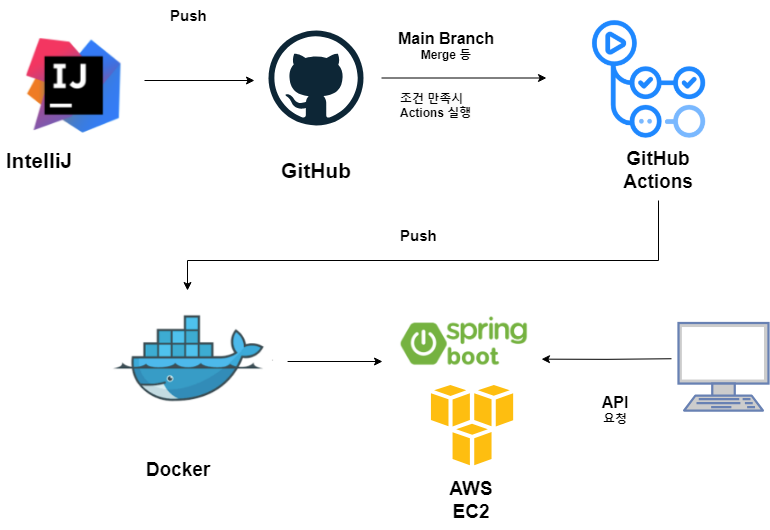 Push
Main Branch
Merge 등
조건 만족시
Actions 실행
IJ
IntelliJ
GitHub
GitHub
Actions
Push
spring
boot
API
요청
Docker
AWS
EC2